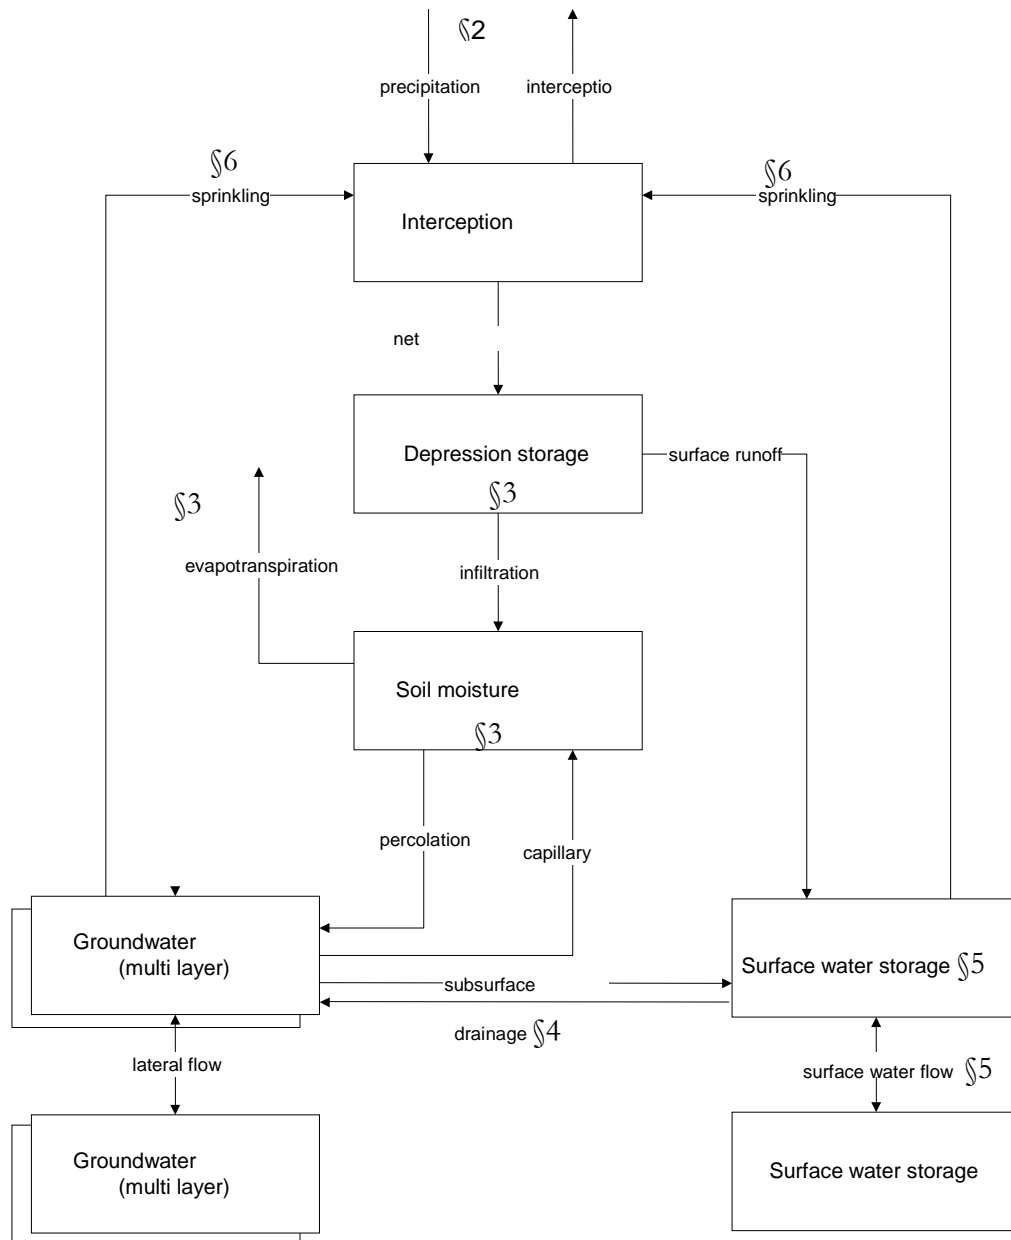 §2
precipitation
interceptio
§6
§6
sprinkling
sprinkling
Interception
net
Depression storage
surface runoff
§3
§3
evapotranspiration
infiltration
Soil moisture
§3
percolation
capillary
Groundwater
(multi layer)
Surface water storage §5
subsurface
drainage §4
lateral flow
surface water flow §5
Groundwater
(multi layer)
Surface water storage